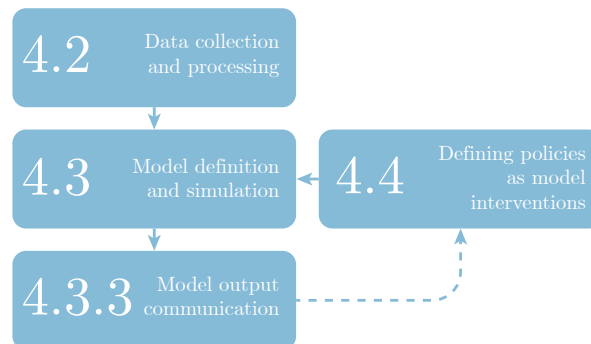 4.2
Data collection
and processing
4.3
Model definition
and simulation
4.4
Defining policies
as model
interventions
4.3.3
Model output
communication